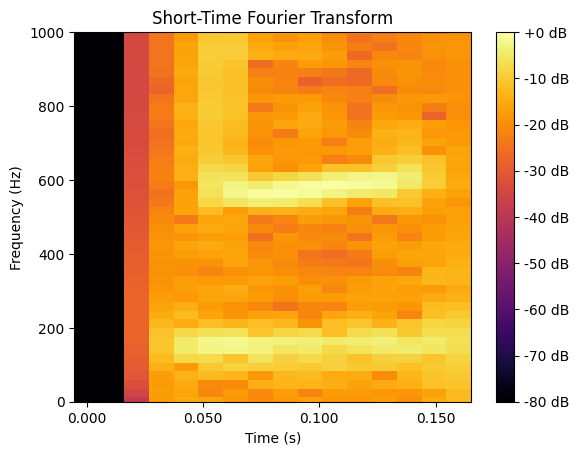 Short-Time Fourier Transform
1000
800
600
400
200
0
Frequency (Hz)
0.000
0.050
0.100
0.150
Time (s)
+0 dB
-10 dB
-20 dB
-30 dB
-40 dB
-50 dB
-60 dB
-70 dB
-80 dB